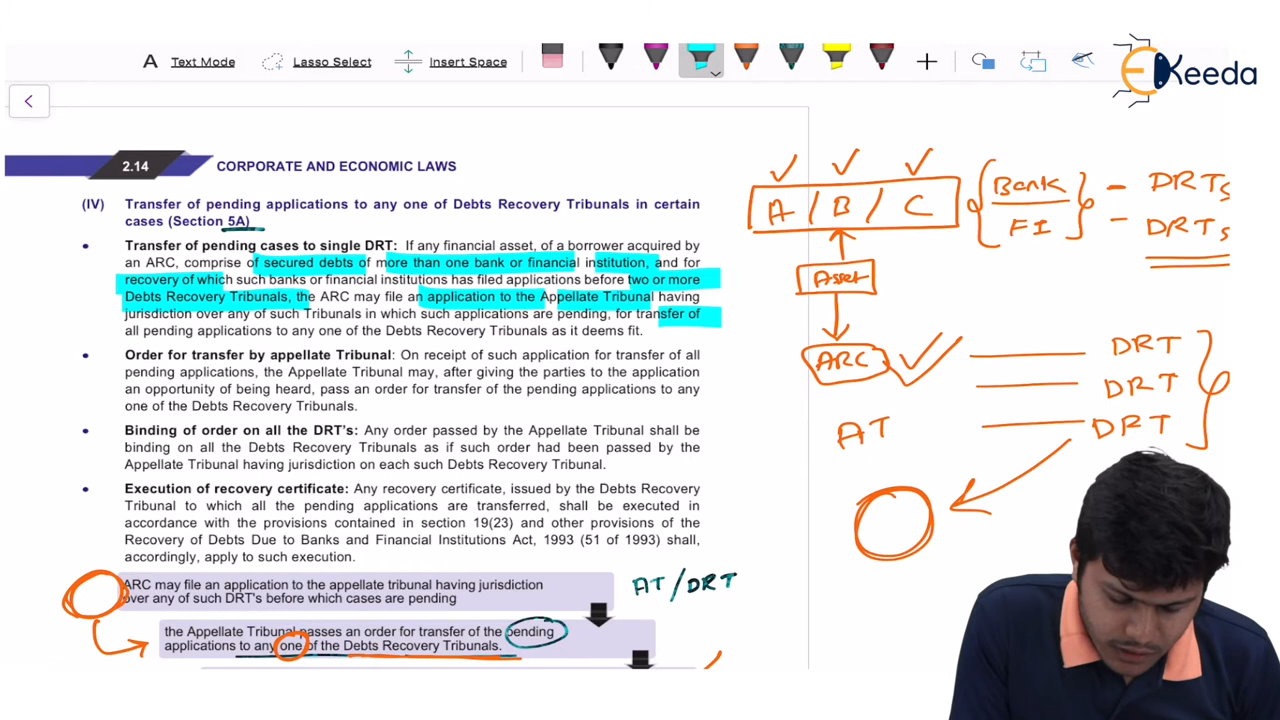 A Text Mode Lasso Select Insert Space
Keeda
2.14 CORPORATE AND ECONOMIC LAWS
(IV) Transfer of pending applications to any one of Debts Recovery Tribunals in certain
cases (Section 5A)
• Transfer of pending cases to single DRT: If any financial asset, of a borrower acquired by
an ARC, comprise of secured debts of more than one bank or financial institution, and for
recovery of which such banks or financial institutions has filed applications before two or more
Debts Recovery Tribunals, the ARC may file an application to the Appellate Tribunal having
jurisdiction over any of such Tribunals in which such applications are pending, for transfer of
all pending applications to any one of the Debts Recovery Tribunals as it deems fit.
• Order for transfer by appellate Tribunal: On receipt of such application for transfer of all
pending applications, the Appellate Tribunal may, after giving the parties to the application
an opportunity of being heard, pass an order for transfer of the pending applications to any
one of the Debts Recovery Tribunals.
• Binding of order on all the DRT's: Any order passed by the Appellate Tribunal shall be
binding on all the Debts Recovery Tribunals as if such order had been passed by the
Appellate Tribunal having jurisdiction on each such Debts Recovery Tribunal.
• Execution of recovery certificate: Any recovery certificate, issued by the Debts Recovery
Tribunal to which all the pending applications are transferred, shall be executed in
accordance with the provisions contained in section 19(23) and other provisions of the
Recovery of Debts Due to Banks and Financial Institutions Act, 1993 (51 of 1993) shall,
accordingly, apply to such execution.
ARC may file an application to the appellate tribunal having jurisdiction
over any of such DRT's before which cases are pending
AT/DRT
the Appellate Tribunal passes an order for transfer of the pending
applications to any one of the Debts Recovery Tribunals.
A / B / C
Bank - DRTs
FI - DRTs
Asset
ARC
DRT
DRT
DRT
AT